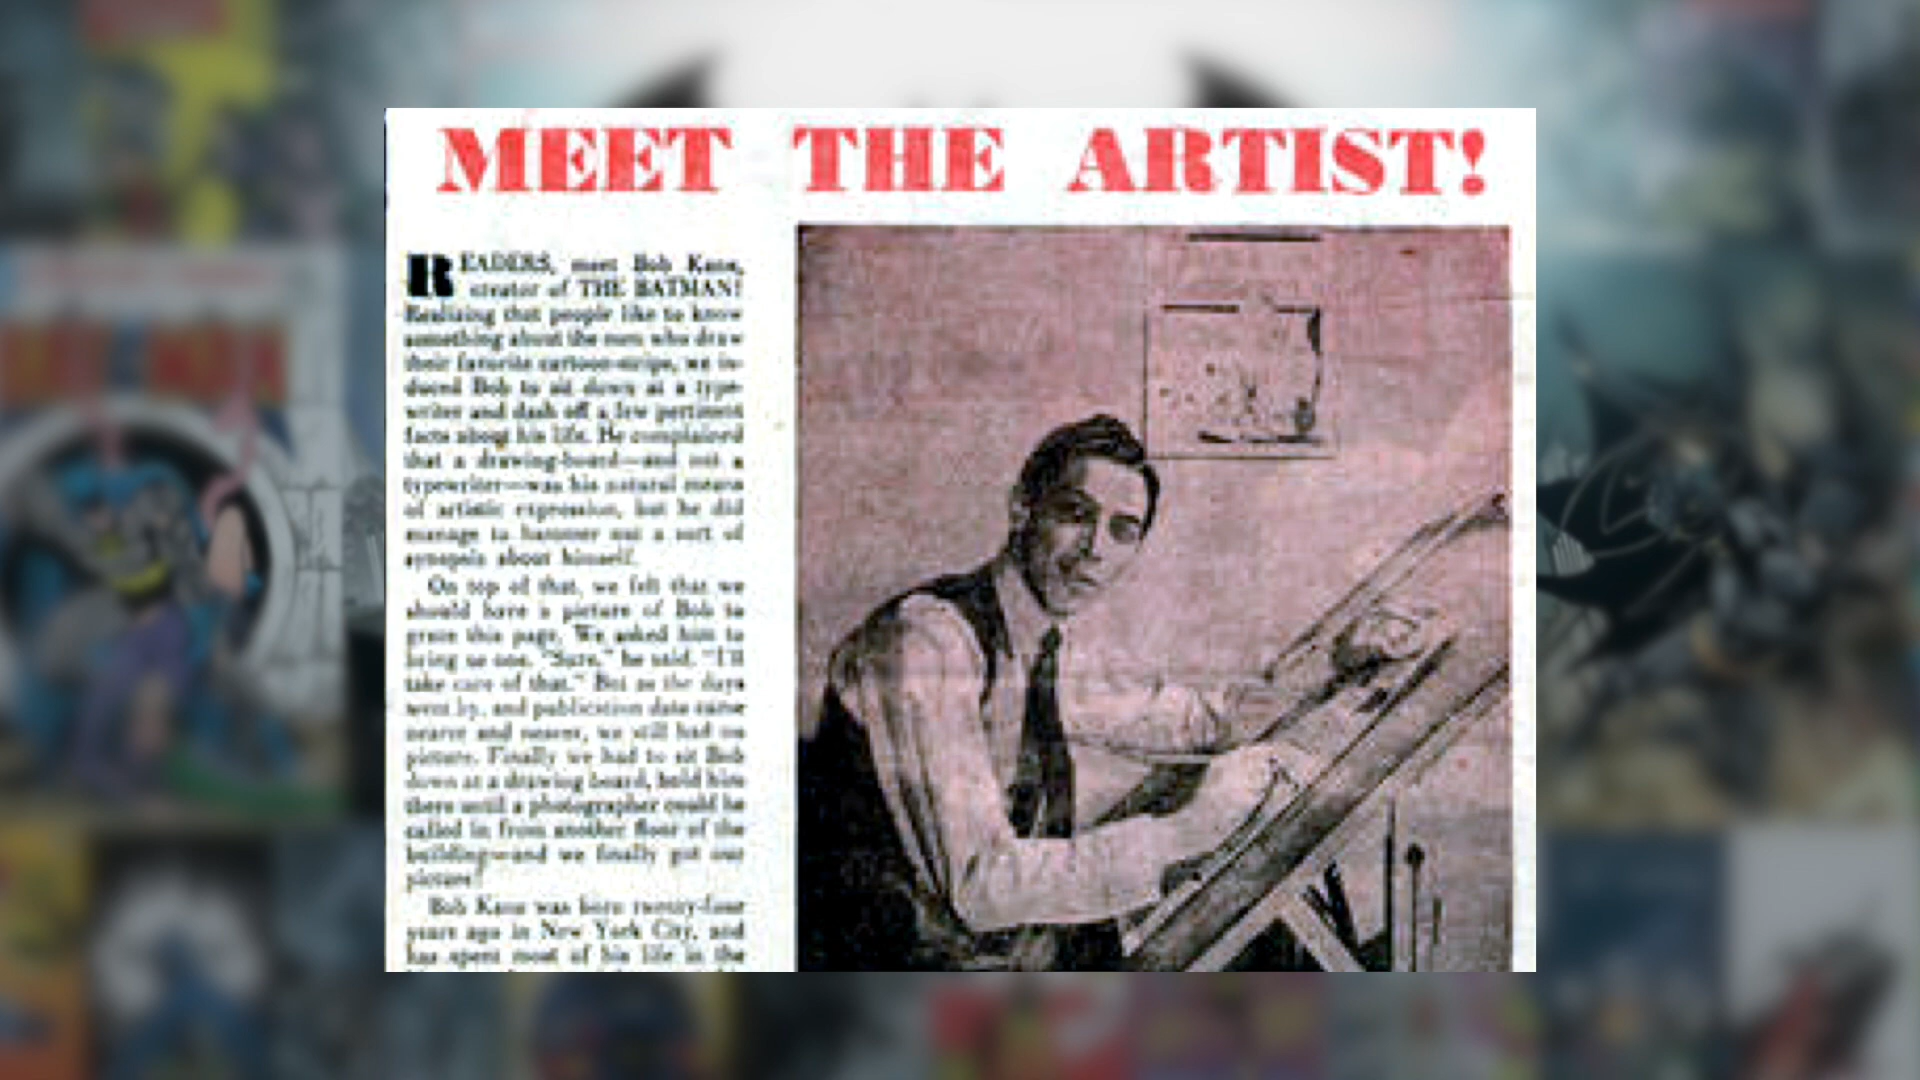 MEET THE ARTIST!
READERS, meet Bob Kane,
creator of THE BATMAN!
Realizing that people like to know
something about the men who draw
their favorite cartoon-strips, we in-
duced Bob to sit down at a type-
writer and dash off a few pertinent
facts about his life. He complained
that a drawing-board—and not a
typewriter—was his natural means
of artistic expression, but he did
manage to hammer out a sort of
synopsis about himself.
On top of that, we felt that we
should have a picture of Bob to
grace this page. We asked him to
bring us one. "Sure," he said. "I'll
take care of that." But as the days
went by, and publication date came
nearer and nearer, we still had no
picture. Finally we had to sit Bob
down at a drawing board, hold him
there until a photographer could be
called in from another floor of the
building—and we finally got our
picture!
Bob Kane was born twenty-four
years ago in New York City, and
has spent most of his life in the